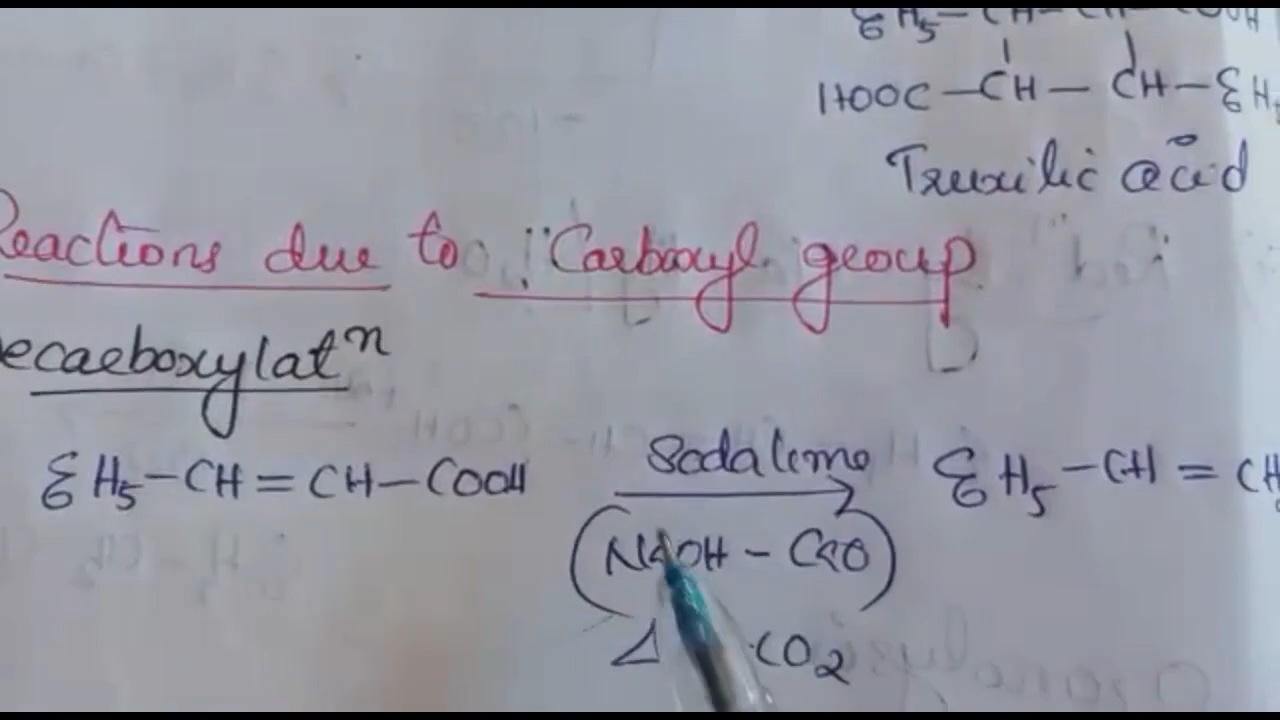 C6H5–CH–CH–COOH
HOOC–CH–CH–C6H5
Truxilic acid
Reactions due to "Carboxyl group
ecarboxylatn
C6H5–CH=CH–COOH Sodalime C6H5–CH=CH
(NaOH – CaO)
Δ CO2